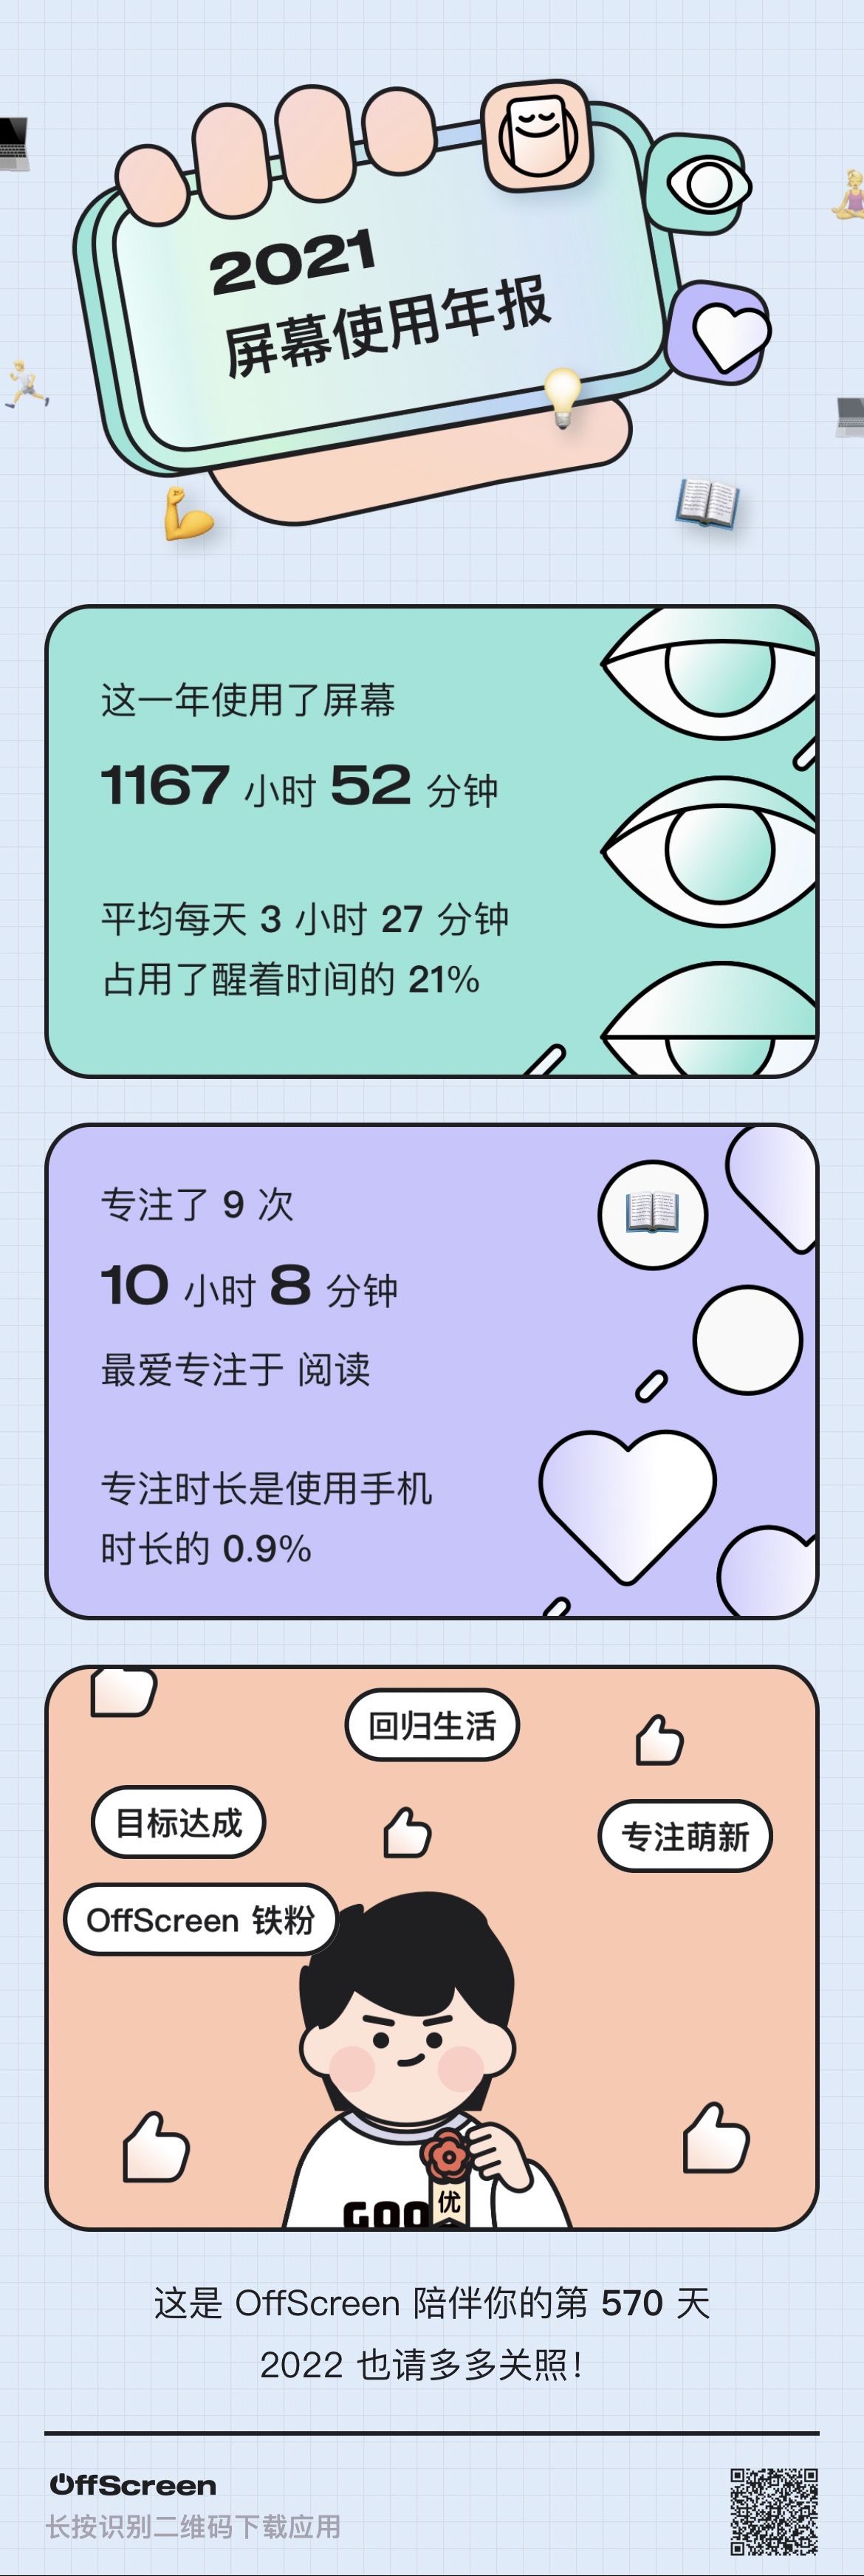 2021
屏幕使用年报
这一年使用了屏幕
1167 小时 52 分钟
平均每天 3 小时 27 分钟
占用了醒着时间的 21%
专注了 9 次
10 小时 8 分钟
最爱专注于 阅读
专注时长是使用手机
时长的 0.9%
回归生活
目标达成
专注萌新
OffScreen 铁粉
优
GOO
这是 OffScreen 陪伴你的第 570 天
2022 也请多多关照！
OffScreen
长按识别二维码下载应用